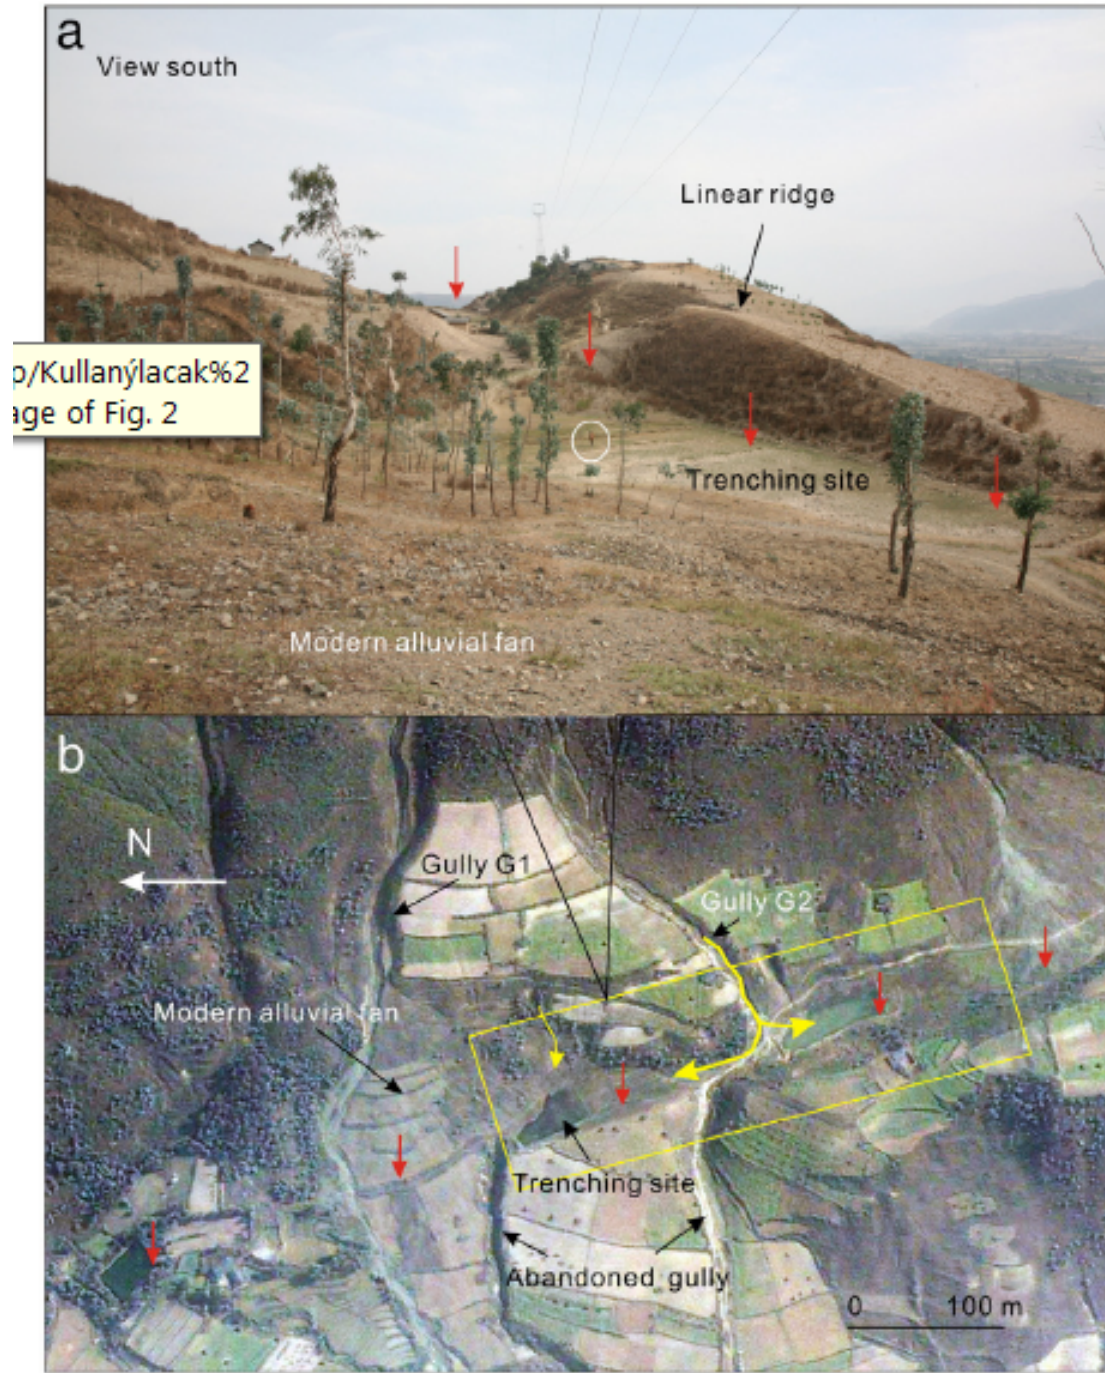 a
View south
Linear ridge
p/Kullanýlacak%2
age of Fig. 2
Trenching site
Modern alluvial fan
b
N
Gully G1
Gully G2
Modern alluvial fan
Trenching site
Abandoned gully
0 100 m